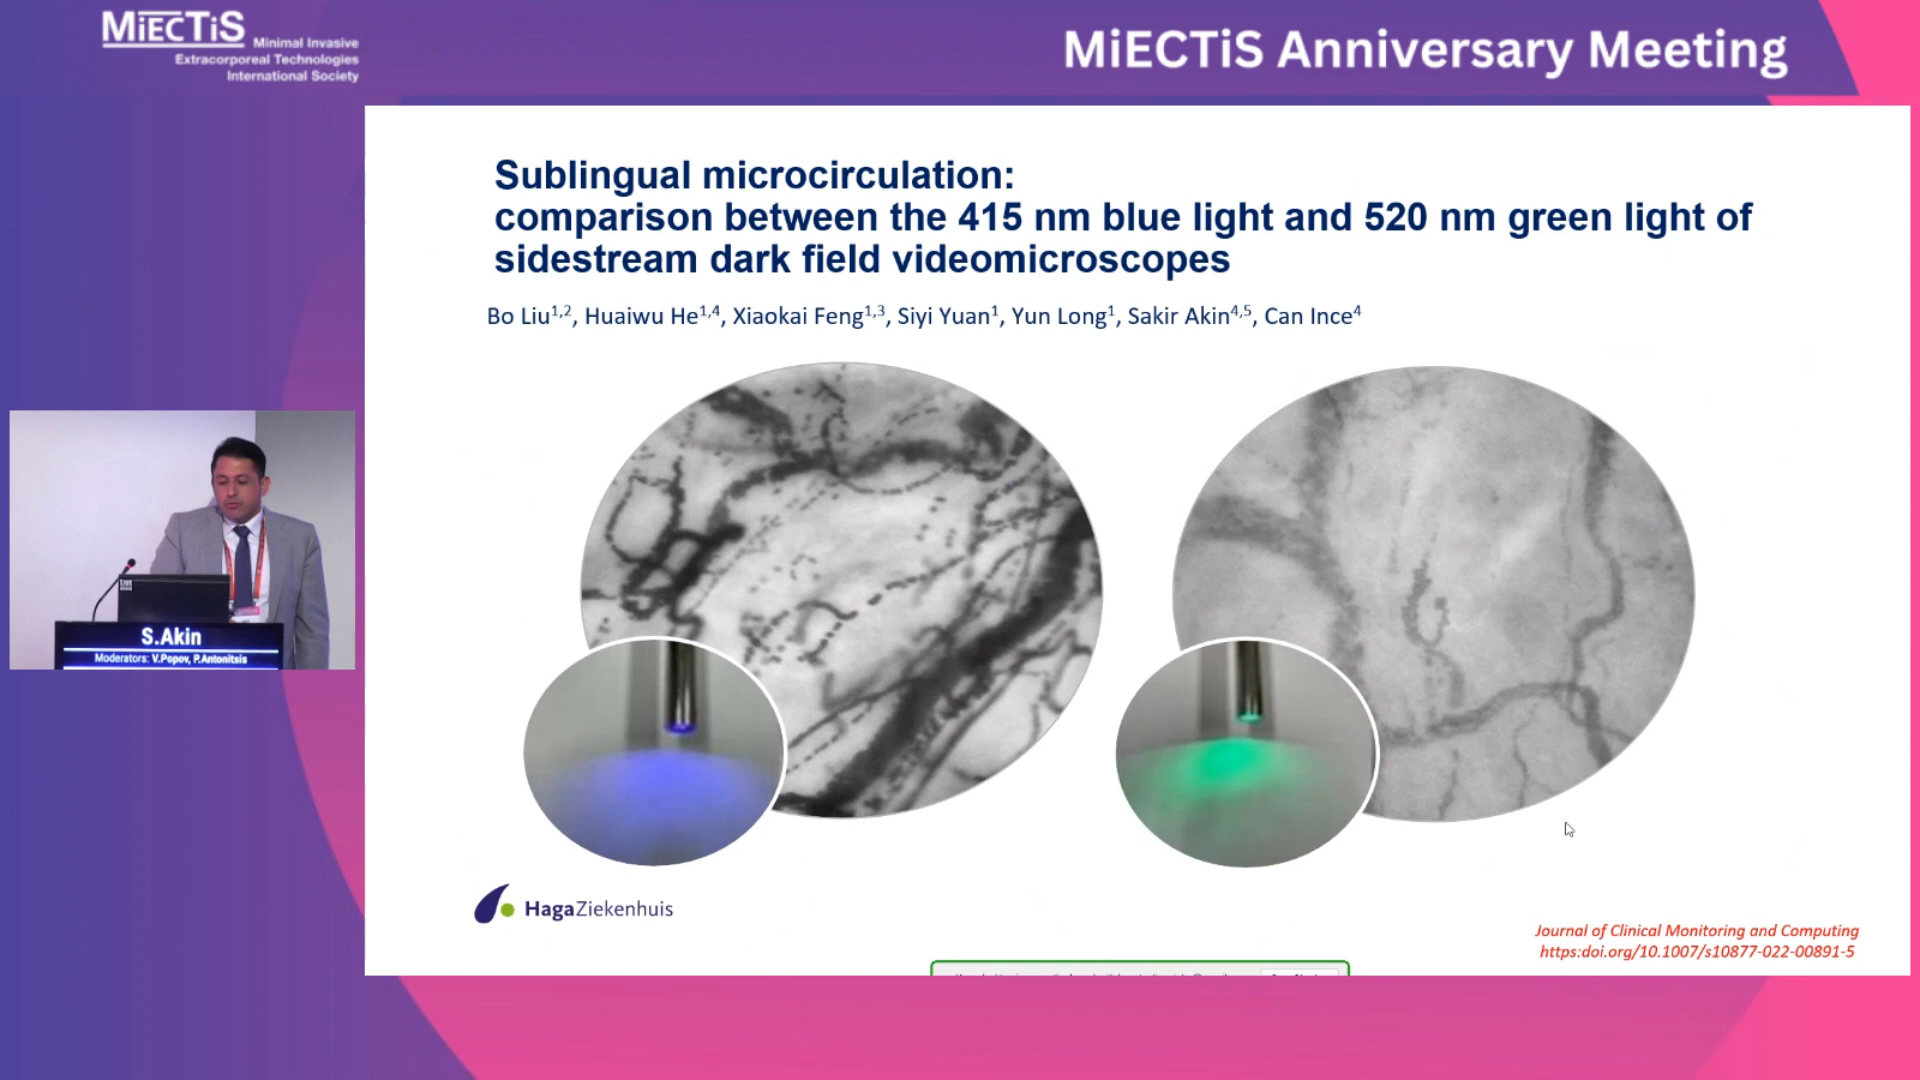 MiECTiS
Minimal Invasive
Extracorporeal Technologies
International Society
MiECTiS Anniversary Meeting
Sublingual microcirculation:
comparison between the 415 nm blue light and 520 nm green light of
sidestream dark field videomicroscopes
Bo Liu1,2, Huaiwu He1,4, Xiaokai Feng1,3, Siyi Yuan1, Yun Long1, Sakir Akin4,5, Can Ince4
S.Akin
Moderators: V.Popov, P.Antonitsis
HagaZiekenhuis
Journal of Clinical Monitoring and Computing
https:doi.org/10.1007/s10877-022-00891-5